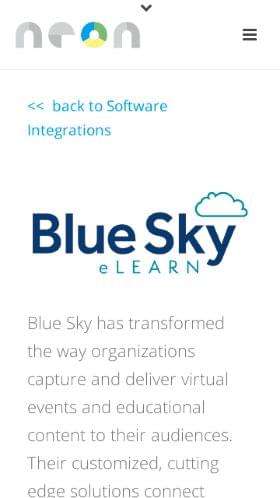 neon
<< back to Software
Integrations
Blue Sky
eLEARN
Blue Sky has transformed
the way organizations
capture and deliver virtual
events and educational
content to their audiences.
Their customized, cutting
edge solutions connect